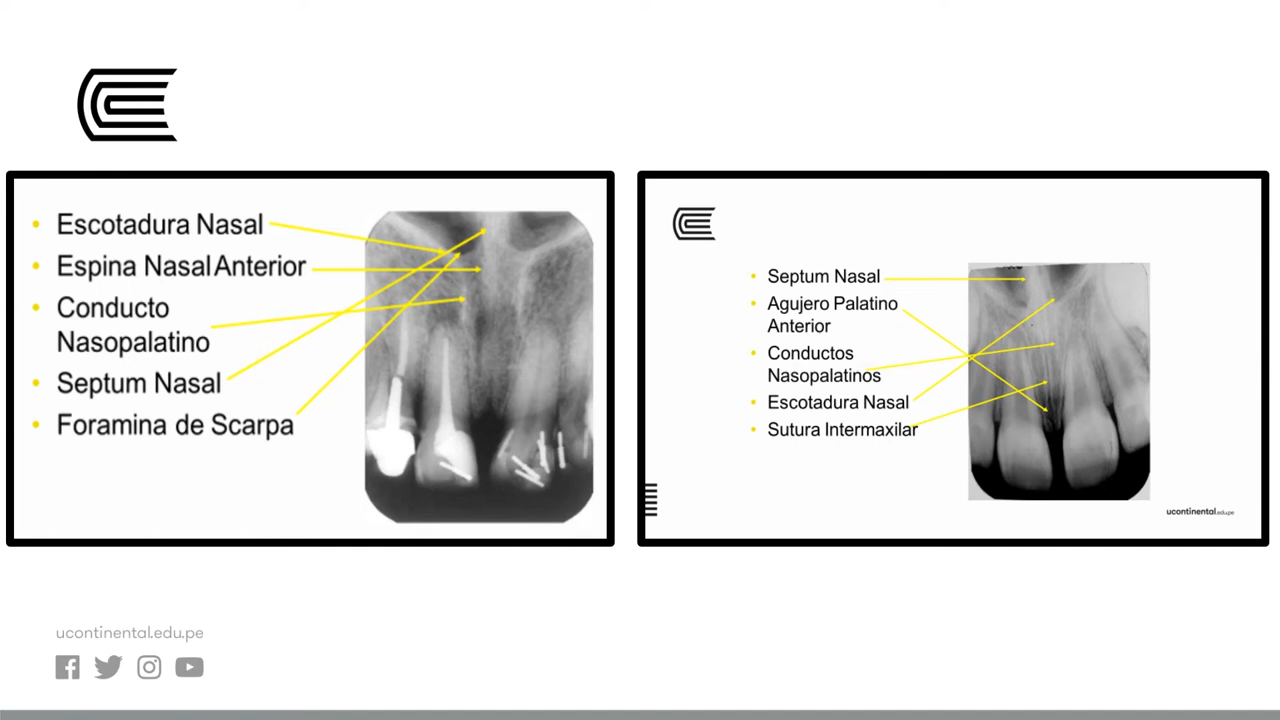 • Escotadura Nasal
• Espina Nasal Anterior
• Conducto
Nasopalatino
• Septum Nasal
• Foramina de Scarpa
• Septum Nasal
• Agujero Palatino
Anterior
• Conductos
Nasopalatinos
• Escotadura Nasal
• Sutura Intermaxilar
ucontinental.edu.pe
ucontinental.edu.pe